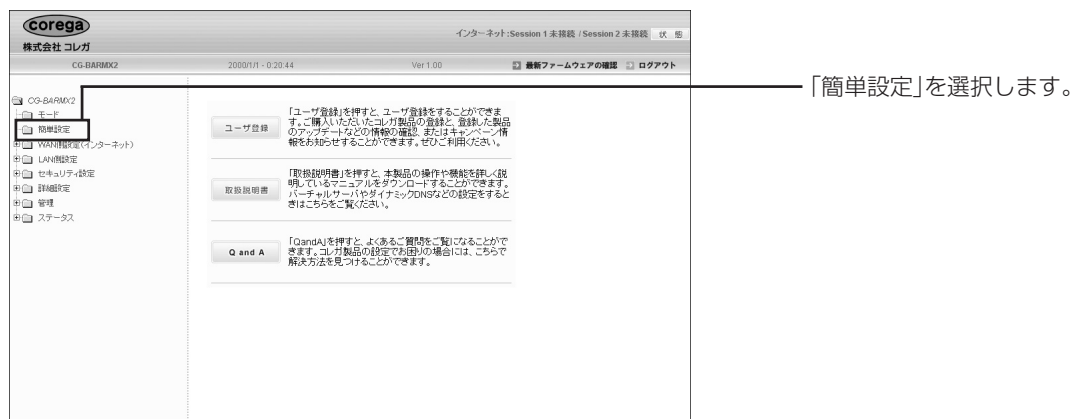 corega
株式会社 コレガ
インターネット:Session 1 未接続 / Session 2 未接続 状 態
CG-BARMX2 2000/1/1 - 0:20:44 Ver 1.00 最新ファームウェアの確認 ログアウト
CG-BARMX2
モード
簡単設定
WAN側設定(インターネット)
LAN側設定
セキュリティ設定
詳細設定
管理
ステータス
ユーザ登録
「ユーザ登録」を押すと、ユーザ登録をすることができま
す。ご購入いただいたコレガ製品の登録と、登録した製品
のアップデートなどの情報の確認、またはキャンペーン情
報をお知らせすることができます。ぜひご利用ください。
取扱説明書
「取扱説明書」を押すと、本製品の操作や機能を詳しく説
明しているマニュアルをダウンロードすることができます。
バーチャルサーバやダイナミックDNSなどの設定をすると
きはこちらをご覧ください。
Q and A
「QandA」を押すと、よくあるご質問をご覧になることがで
きます。コレガ製品の設定でお困りの場合には、こちらで
解決方法を見つけることができます。
「簡単設定」を選択します。